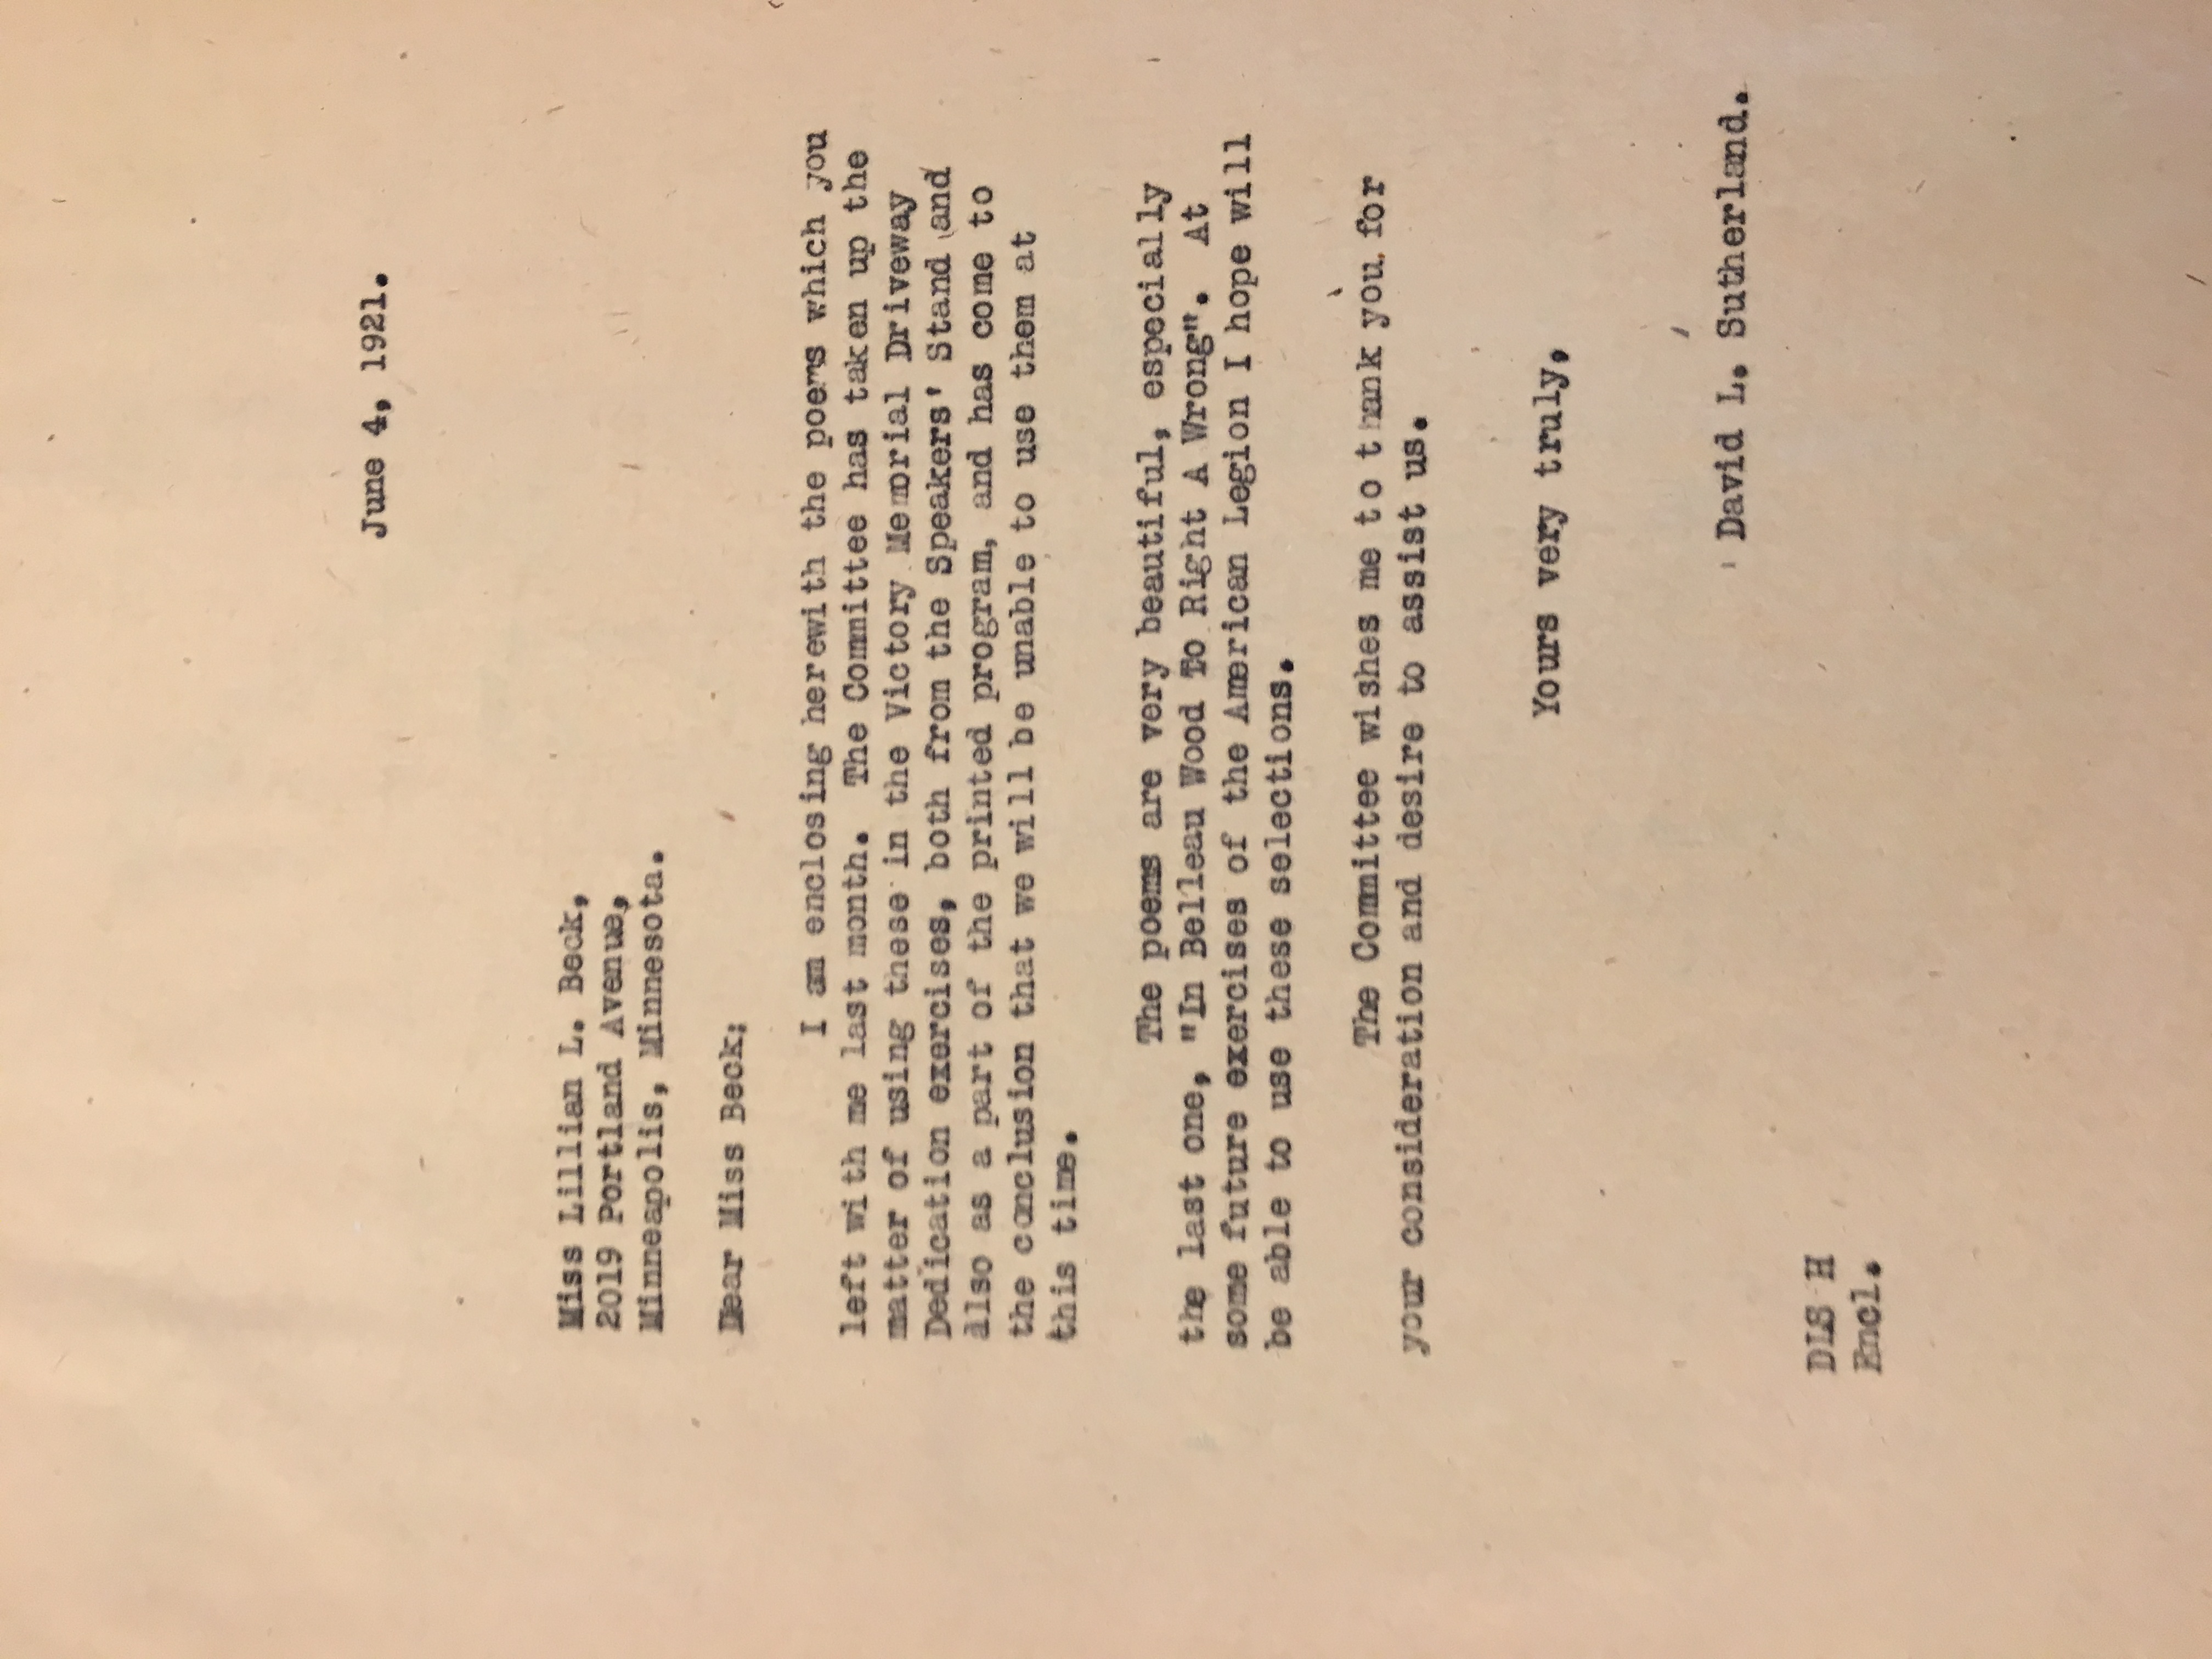 June 4, 1921.
Miss Lillian L. Beck,
2019 Portland Avenue,
Minneapolis, Minnesota.
Dear Miss Beck:
I am enclosing herewith the poems which you
left with me last month. The Committee has taken up the
matter of using these in the Victory Memorial Driveway
Dedication exercises, both from the Speakers' Stand and
also as a part of the printed program, and has come to
the conclusion that we will be unable to use them at
this time.
The poems are very beautiful, especially
the last one, "In Belleau Wood To Right A Wrong". At
some future exercises of the American Legion I hope will
be able to use these selections.
The Committee wishes me to thank you for
your consideration and desire to assist us.
Yours very truly,
David L. Sutherland.
DLS H
Encl.